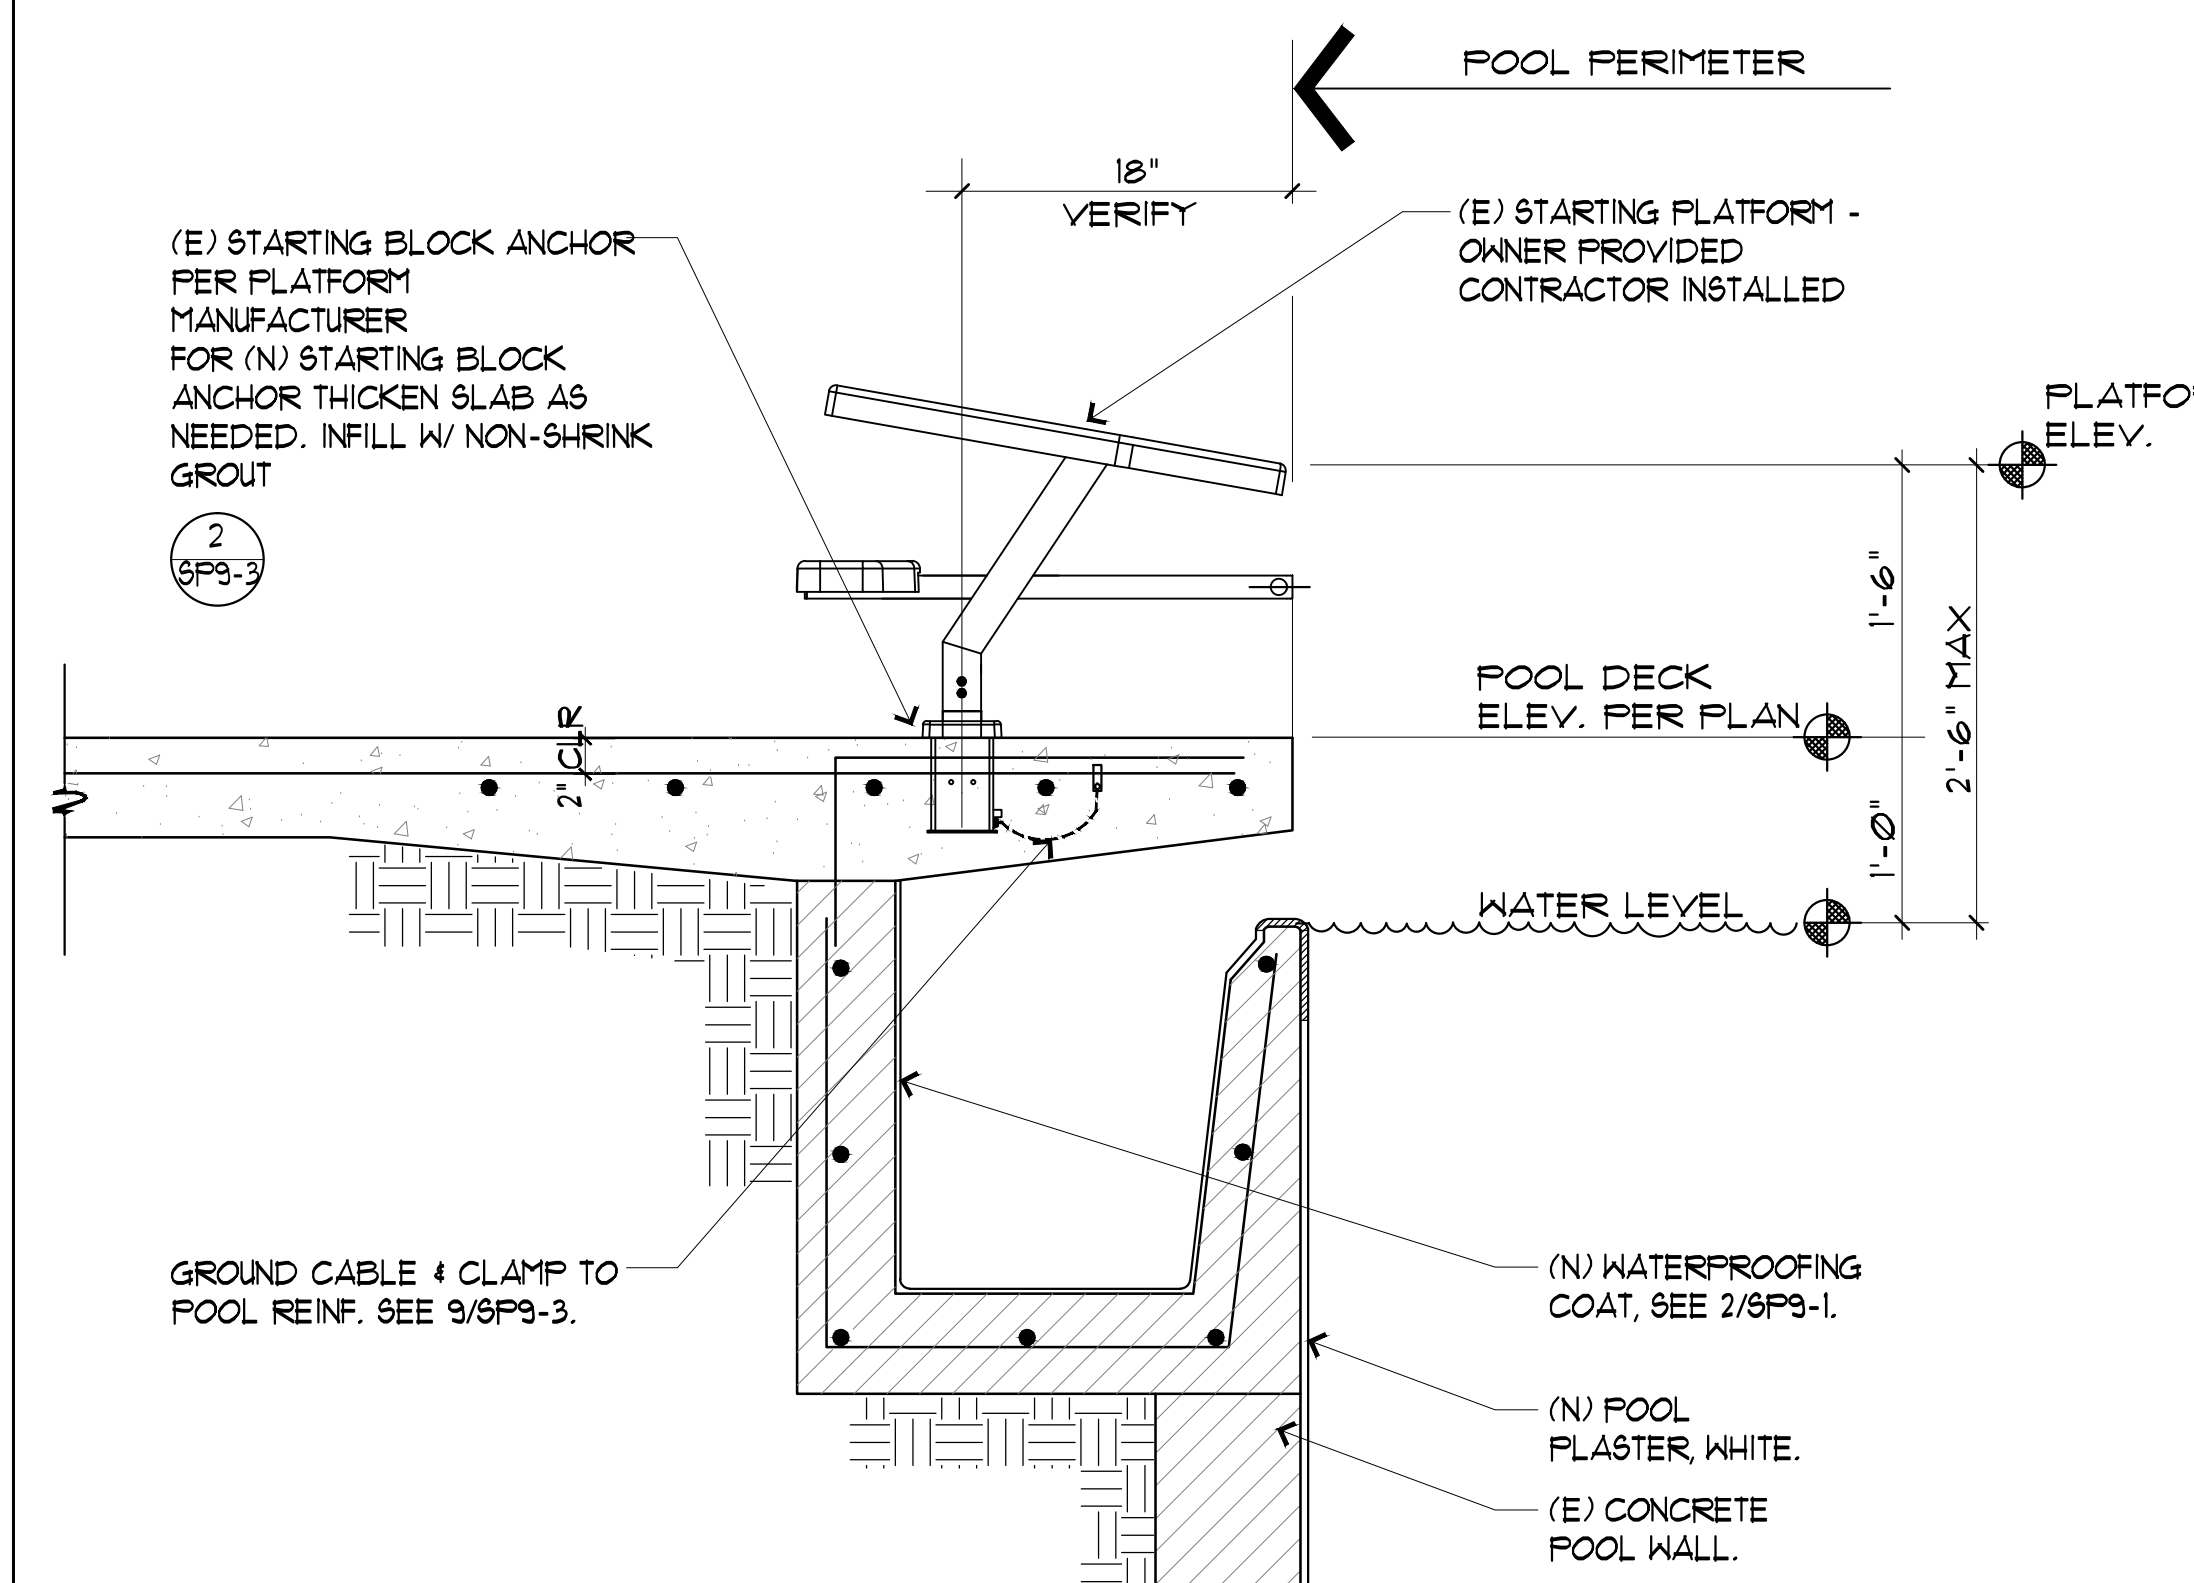 POOL PERIMETER
18"
VERIFY
(E) STARTING PLATFORM -
OWNER PROVIDED
CONTRACTOR INSTALLED
(E) STARTING BLOCK ANCHOR
PER PLATFORM
MANUFACTURER
FOR (N) STARTING BLOCK
ANCHOR THICKEN SLAB AS
NEEDED. INFILL W/ NON-SHRINK
GROUT
2
SP9-3
ELEV.
1'-6"
2'-6" MAX
1'-0"
POOL DECK
ELEV. PER PLAN
2" CLR
WATER LEVEL
GROUND CABLE & CLAMP TO
POOL REINF. SEE 9/SP9-3.
(N) WATERPROOFING
COAT, SEE 2/SP9-1.
(N) POOL
PLASTER, WHITE.
(E) CONCRETE
POOL WALL.